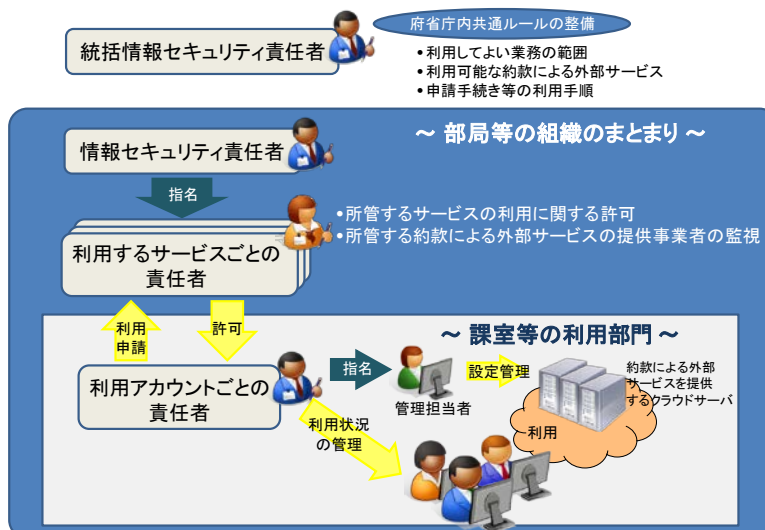 統括情報セキュリティ責任者
府省庁内共通ルールの整備
•利用してよい業務の範囲
•利用可能な約款による外部サービス
•申請手続き等の利用手順
～ 部局等の組織のまとまり ～
情報セキュリティ責任者
指名
•所管するサービスの利用に関する許可
•所管する約款による外部サービスの提供事業者の監視
利用するサービスごとの
責任者
利用
申請
許可
～ 課室等の利用部門～
利用アカウントごとの
責任者
指名
管理担当者
設定管理
約款による外部
サービスを提供
するクラウドサーバ
利用
利用状況
の管理